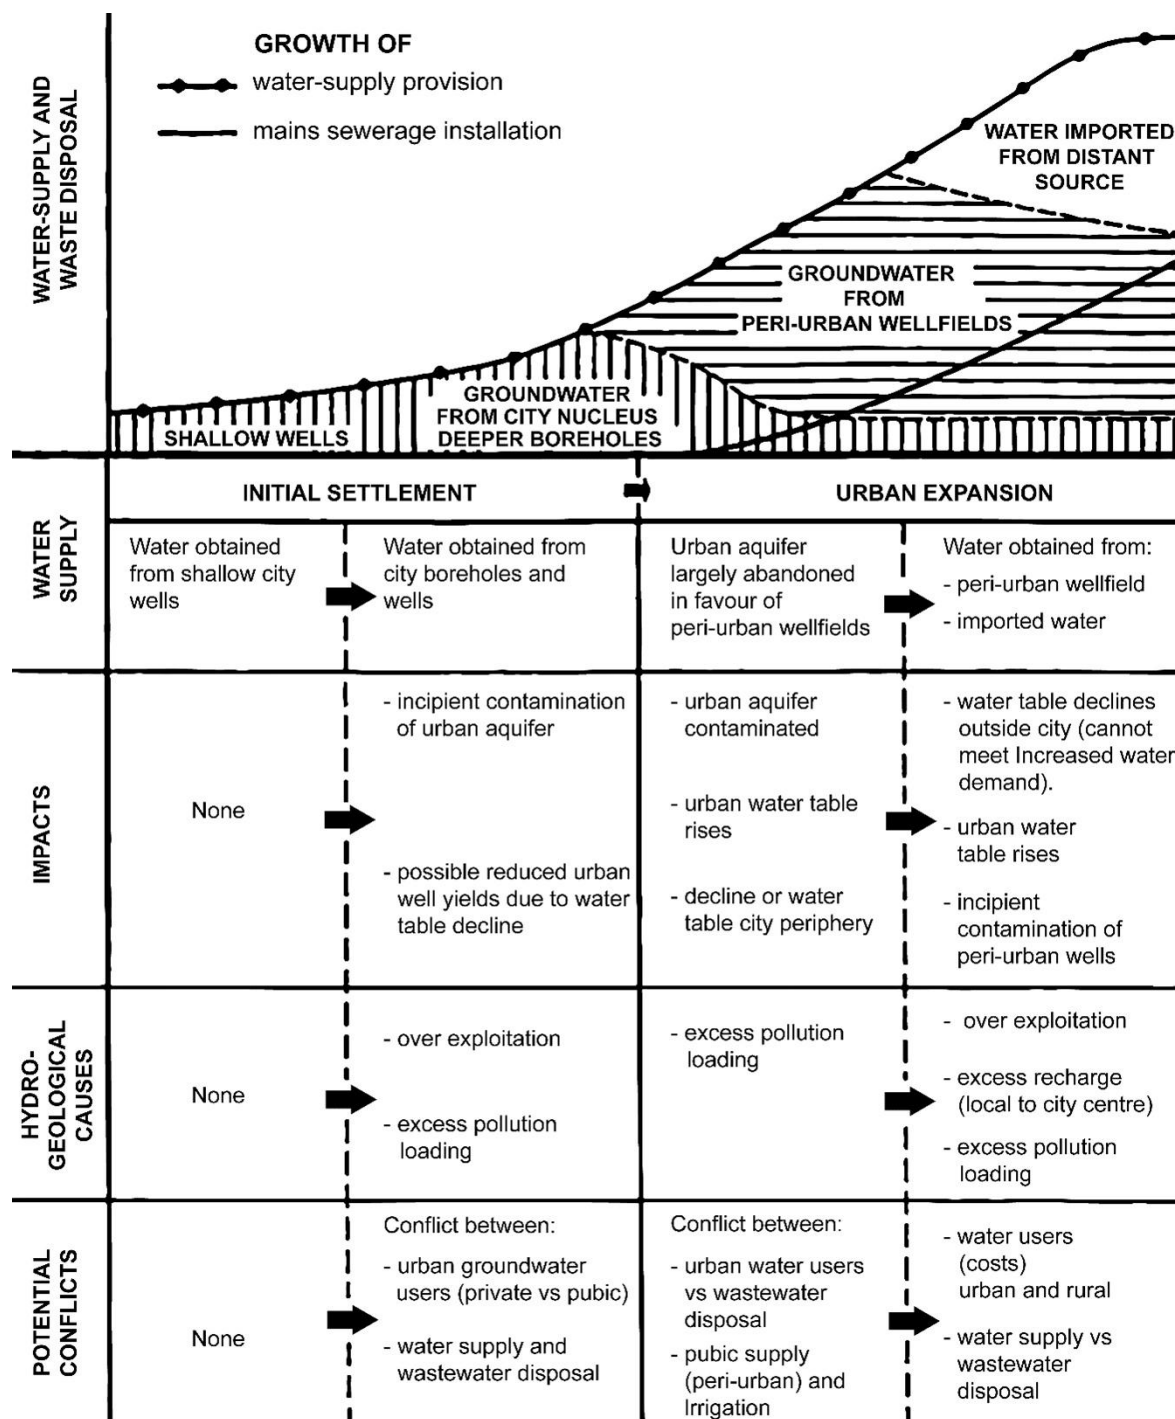 GROWTH OF
water-supply provision
mains sewerage installation
WATER-SUPPLY AND
WASTE DISPOSAL
WATER IMPORTED
FROM DISTANT
SOURCE
GROUNDWATER
FROM
PERI-URBAN WELLFIELDS
GROUNDWATER
FROM CITY NUCLEUS
DEEPER BOREHOLES
SHALLOW WELLS
INITIAL SETTLEMENT
URBAN EXPANSION
WATER
SUPPLY
Water obtained
from shallow city
wells
Water obtained from
city boreholes and
wells
Urban aquifer
largely abandoned
in favour of
peri-urban wellfields
Water obtained from:
- peri-urban wellfield
- imported water
IMPACTS
None
- incipient contamination
of urban aquifer
- possible reduced urban
well yields due to water
table decline
- urban aquifer
contaminated
- urban water table
rises
- decline or water
table city periphery
- water table declines
outside city (cannot
meet Increased water
demand).
- urban water
table rises
- incipient
contamination of
peri-urban wells
HYDRO-
GEOLOGICAL
CAUSES
None
- over exploitation
- excess pollution
loading
- excess pollution
loading
- over exploitation
- excess recharge
(local to city centre)
- excess pollution
loading
POTENTIAL
CONFLICTS
None
Conflict between:
- urban groundwater
users (private vs pubic)
- water supply and
wastewater disposal
Conflict between:
- urban water users
vs wastewater
disposal
- pubic supply
(peri-urban) and
Irrigation
- water users
(costs)
urban and rural
- water supply vs
wastewater
disposal